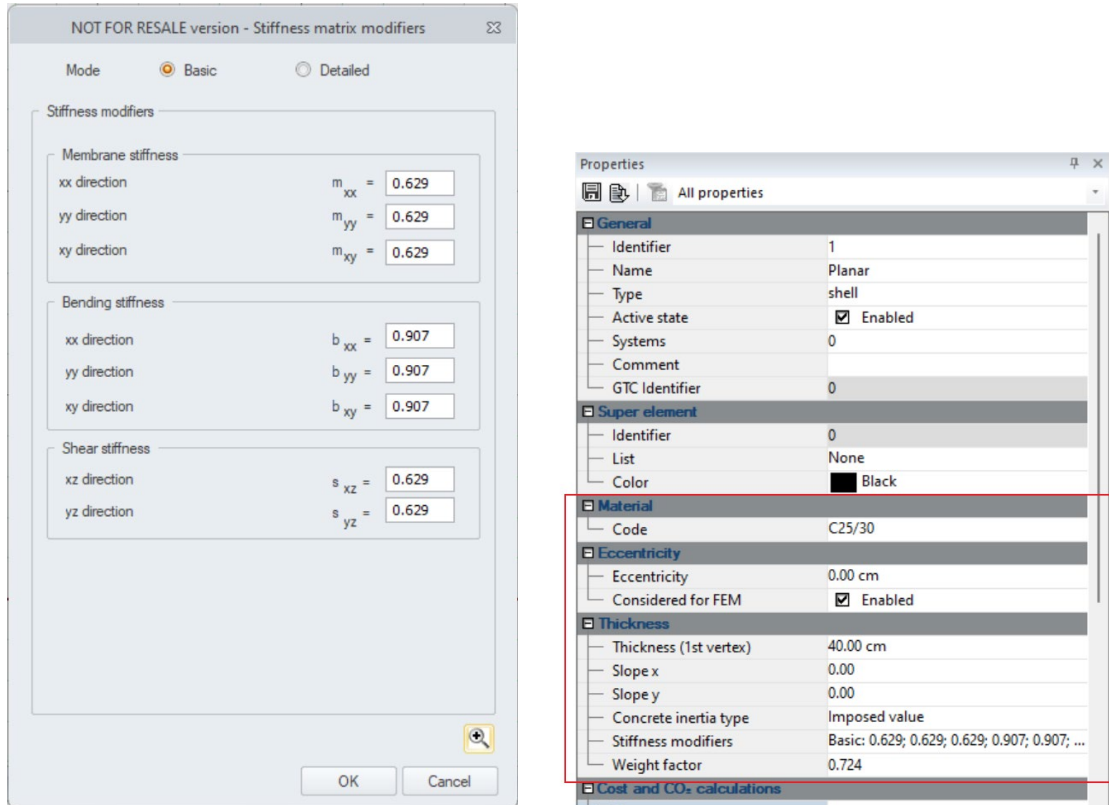 NOT FOR RESALE version - Stiffness matrix modifiers
Mode Basic Detailed
Stiffness modifiers
Membrane stiffness
xx direction m xx = 0.629
yy direction m yy = 0.629
xy direction m xy = 0.629
Bending stiffness
xx direction b xx = 0.907
yy direction b yy = 0.907
xy direction b xy = 0.907
Shear stiffness
xz direction s xz = 0.629
yz direction s yz = 0.629
OK Cancel
Properties
All properties
General
Identifier 1
Name Planar
Type shell
Active state Enabled
Systems 0
Comment
GTC Identifier 0
Super element
Identifier 0
List None
Color Black
Material
Code C25/30
Eccentricity
Eccentricity 0.00 cm
Considered for FEM Enabled
Thickness
Thickness (1st vertex) 40.00 cm
Slope x 0.00
Slope y 0.00
Concrete inertia type Imposed value
Stiffness modifiers Basic: 0.629; 0.629; 0.629; 0.907; 0.907; ...
Weight factor 0.724
Cost and CO₂ calculations